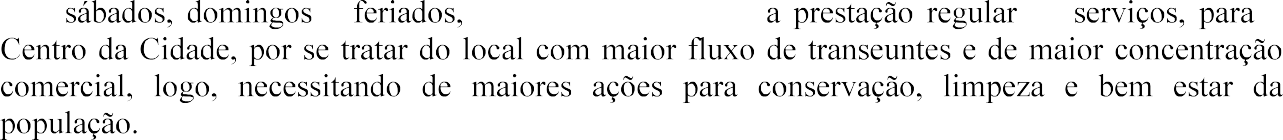 sábados, domingos feriados, a prestação regular serviços, para
Centro da Cidade, por se tratar do local com maior fluxo de transeuntes e de maior concentração
comercial, logo, necessitando de maiores ações para conservação, limpeza e bem estar da
população.